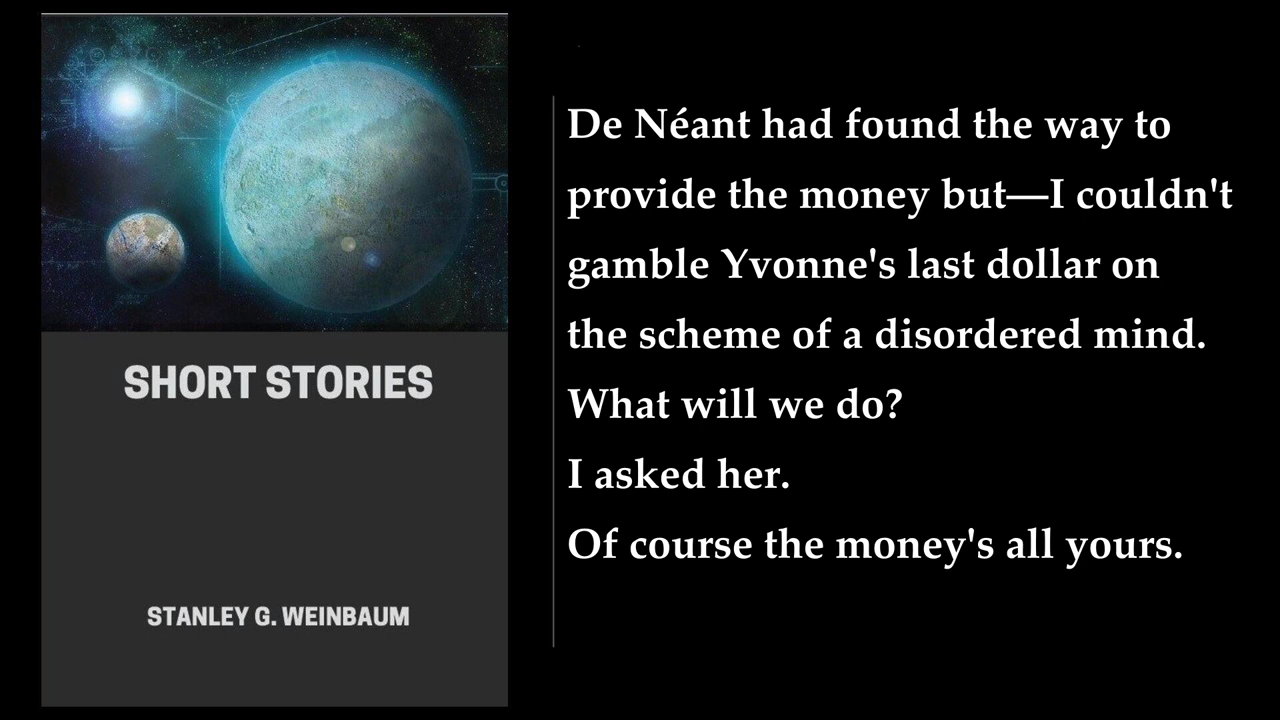 SHORT STORIES
STANLEY G. WEINBAUM
De Néant had found the way to
provide the money but—I couldn't
gamble Yvonne's last dollar on
the scheme of a disordered mind.
What will we do?
I asked her.
Of course the money's all yours.